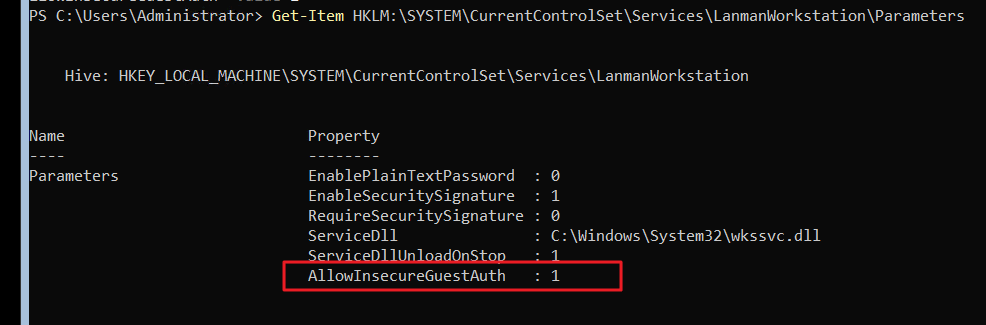 PS C:\Users\Administrator> Get-Item HKLM:\SYSTEM\CurrentControlSet\Services\LanmanWorkstation\Parameters
Hive: HKEY_LOCAL_MACHINE\SYSTEM\CurrentControlSet\Services\LanmanWorkstation
Name Property
---- --------
Parameters EnablePlainTextPassword : 0
EnableSecuritySignature : 1
RequireSecuritySignature : 0
ServiceDll : C:\Windows\System32\wkssvc.dll
ServiceDllUnloadOnStop : 1
AllowInsecureGuestAuth : 1